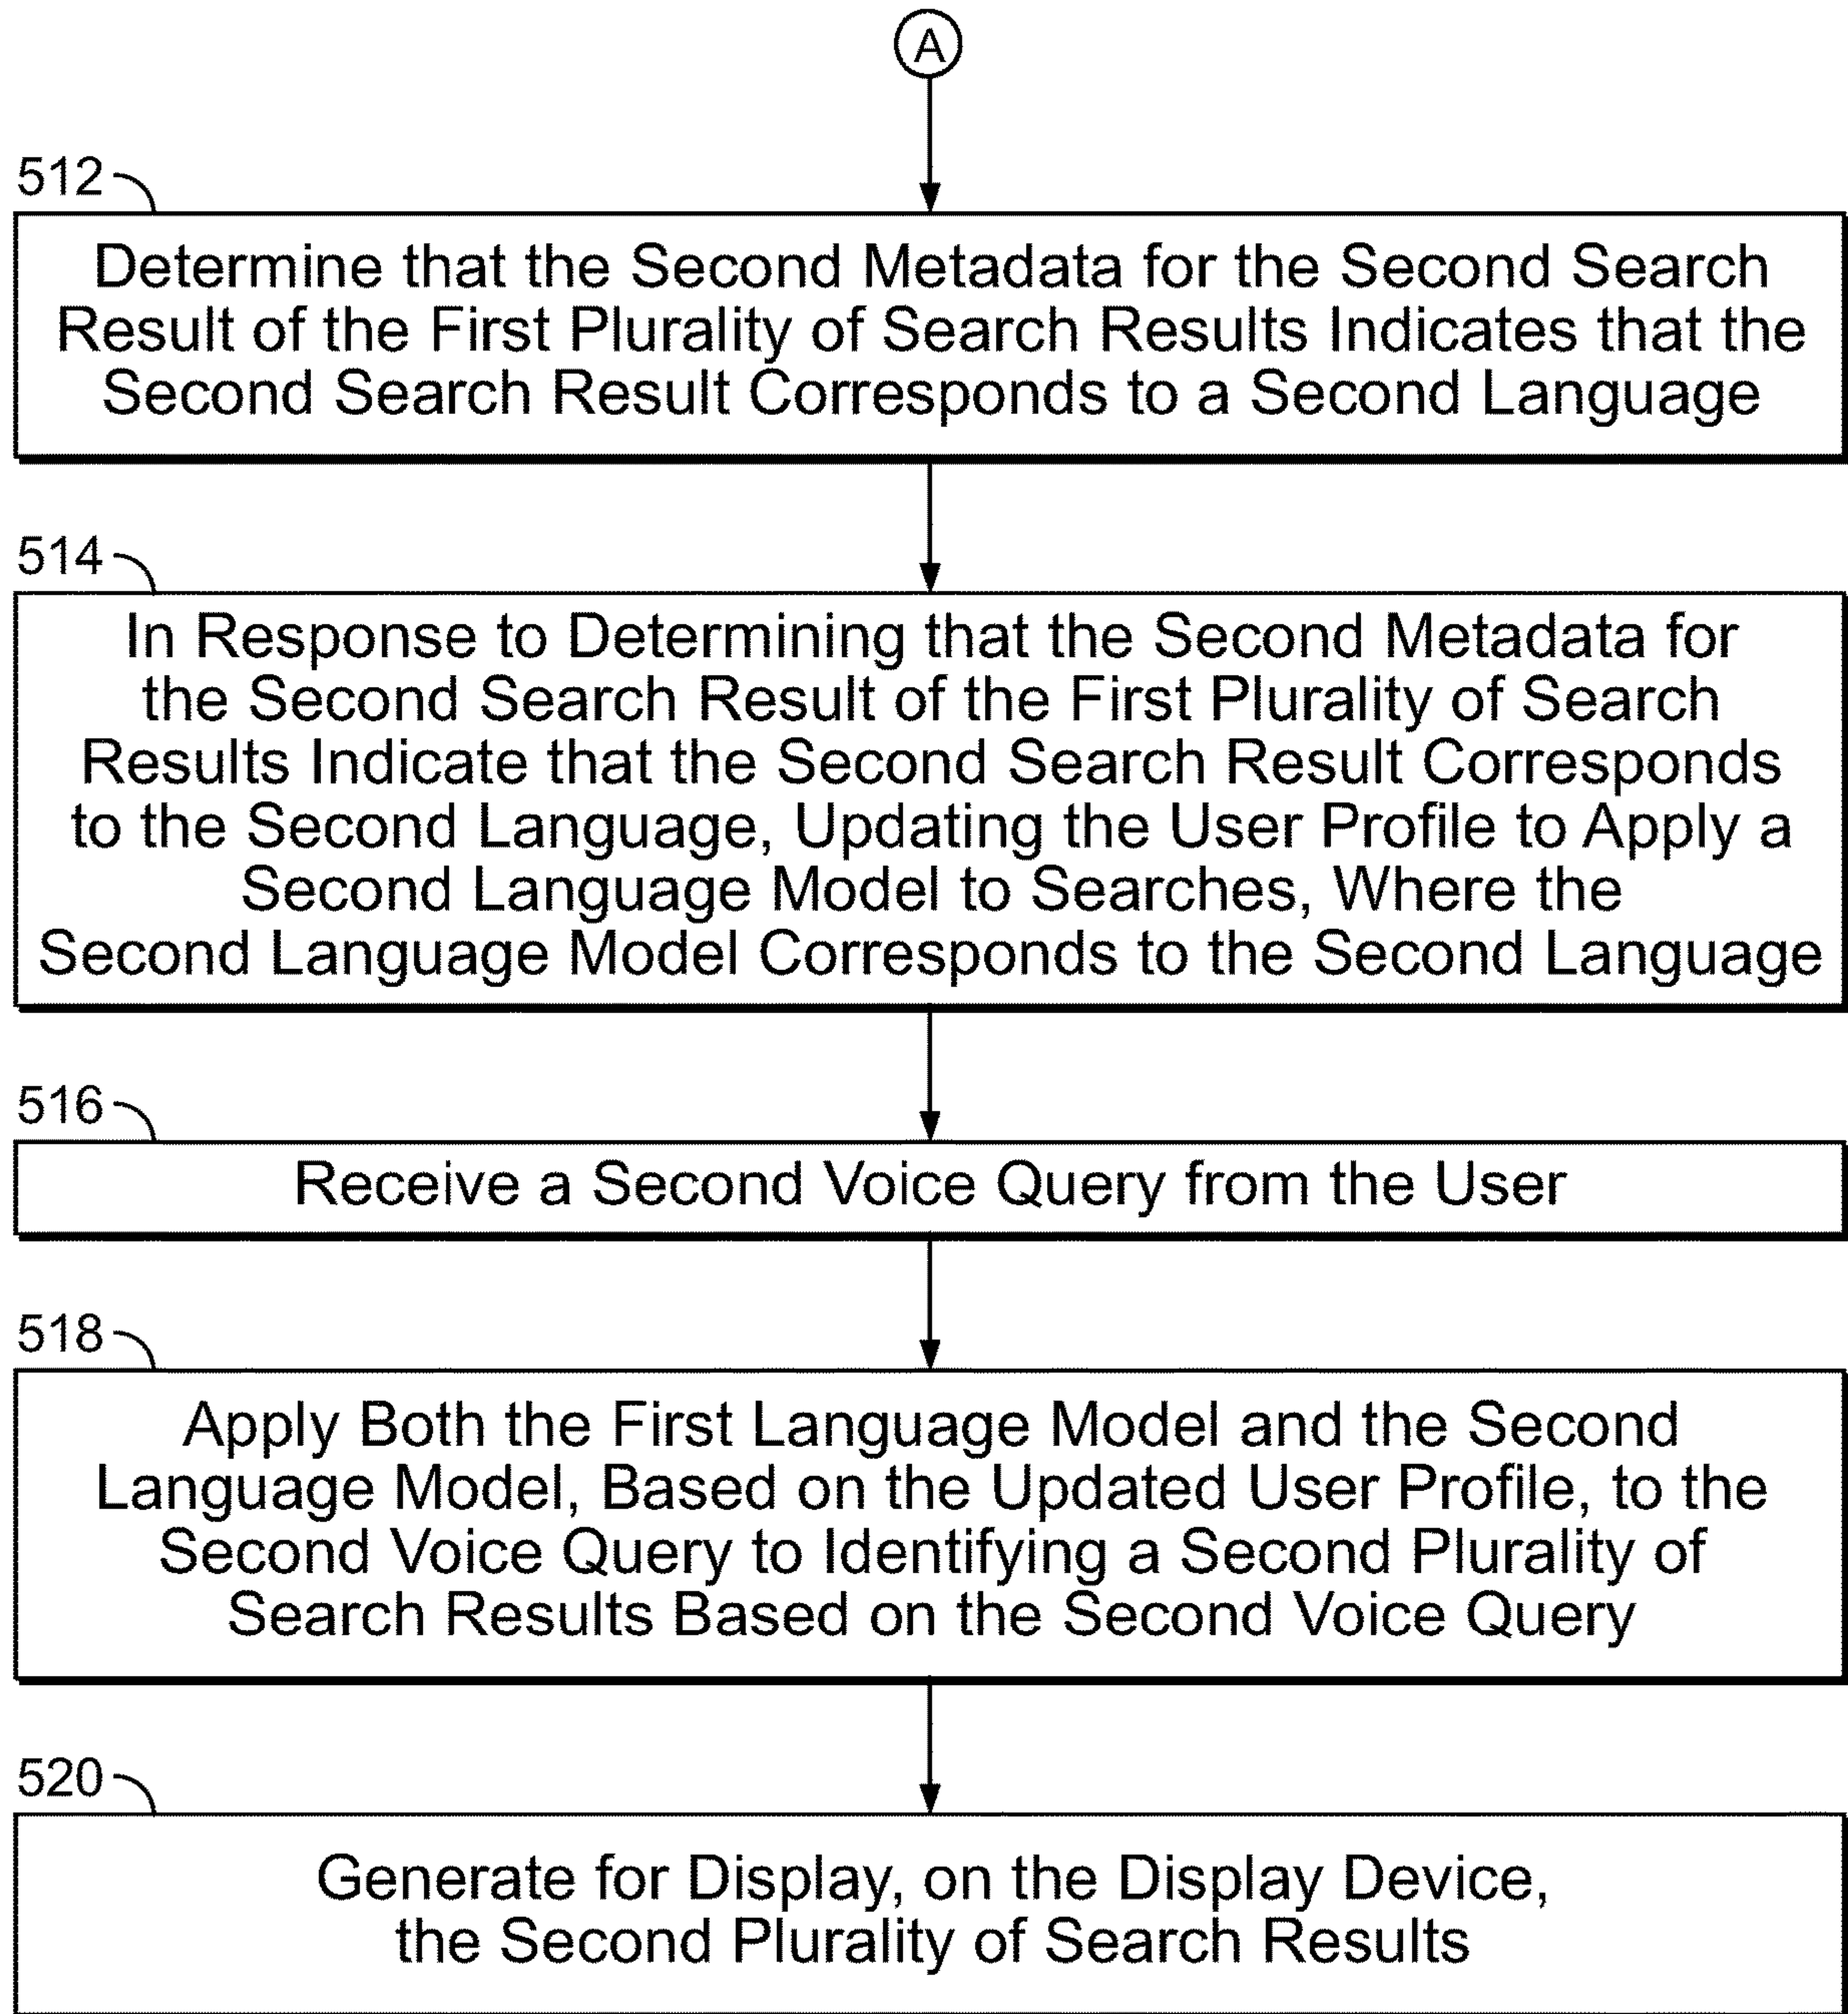 A
512
Determine that the Second Metadata for the Second Search
Result of the First Plurality of Search Results Indicates that the
Second Search Result Corresponds to a Second Language
514
In Response to Determining that the Second Metadata for
the Second Search Result of the First Plurality of Search
Results Indicate that the Second Search Result Corresponds
to the Second Language, Updating the User Profile to Apply a
Second Language Model to Searches, Where the
Second Language Model Corresponds to the Second Language
516
Receive a Second Voice Query from the User
518
Apply Both the First Language Model and the Second
Language Model, Based on the Updated User Profile, to the
Second Voice Query to Identifying a Second Plurality of
Search Results Based on the Second Voice Query
520
Generate for Display, on the Display Device,
the Second Plurality of Search Results